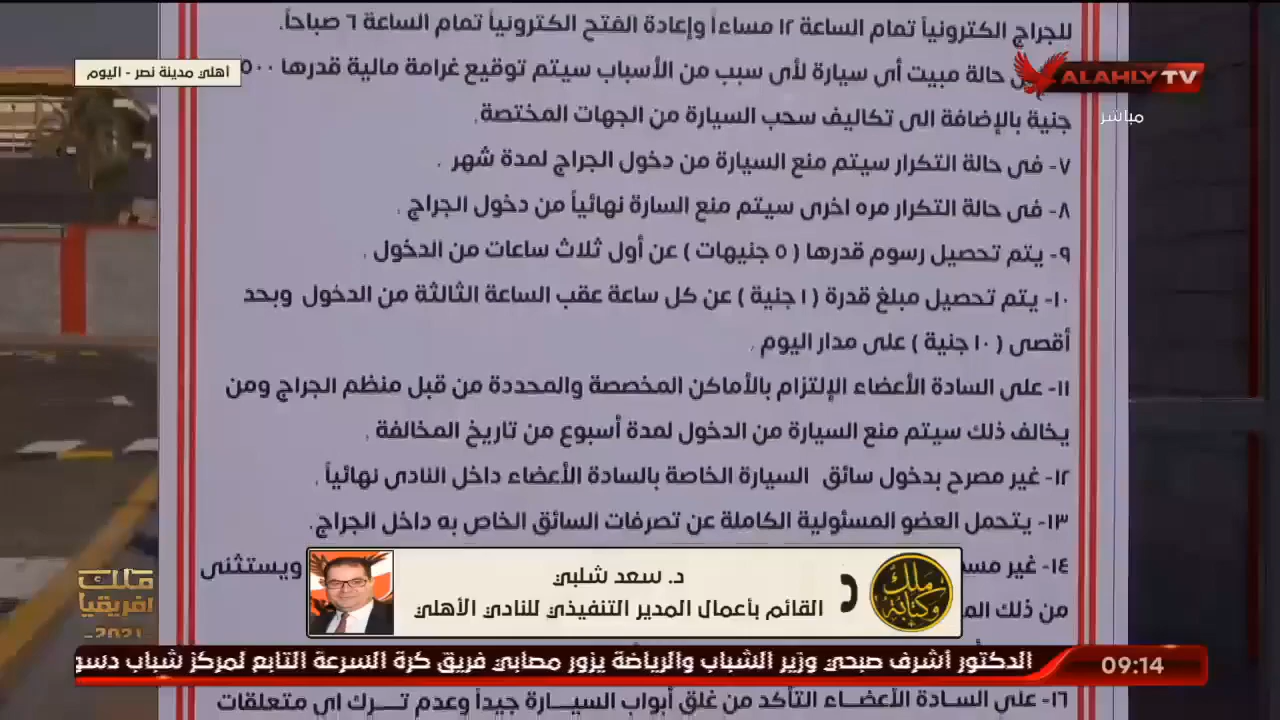 للجراج الكترونياً تمام الساعة ١٢ مساءاً وإعادة الفتح الكترونياً تمام الساعة ٦ صباحاً.
أهلي مدينة نصر - اليوم
حالة مبيت أى سيارة لأى سبب من الأسباب سيتم توقيع غرامة مالية قدرها
ALAHLY TV
جنية بالإضافة الى تكاليف سحب السيارة من الجهات المختصة.
مباشر
٧- فى حالة التكرار سيتم منع السيارة من دخول الجراج لمدة شهر .
٨- فى حالة التكرار مره اخرى سيتم منع السارة نهائياً من دخول الجراج .
٩- يتم تحصيل رسوم قدرها ( ٥ جنيهات ) عن أول ثلاث ساعات من الدخول .
١٠- يتم تحصيل مبلغ قدرة ( ١ جنية ) عن كل ساعة عقب الساعة الثالثة من الدخول وبحد
أقصى ( ١٠ جنية ) على مدار اليوم .
١١- على السادة الأعضاء الإلتزام بالأماكن المخصصة والمحددة من قبل منظم الجراج ومن
يخالف ذلك سيتم منع السيارة من الدخول لمدة أسبوع من تاريخ المخالفة .
١٢- غير مصرح بدخول سائق السيارة الخاصة بالسادة الأعضاء داخل النادى نهائياً .
١٣- يتحمل العضو المسئولية الكاملة عن تصرفات السائق الخاص به داخل الجراج.
١٤- غير
ويستثنى
من ذلك
د. سعد شلبي
القائم بأعمال المدير التنفيذي للنادي الأهلي
ملك وكتابة
ملك
افريقيا
-2021-
الدكتور أشرف صبحي وزير الشباب والرياضة يزور مصابي فريق كرة السرعة التابع لمركز شباب
09:14
١٦- على السادة الأعضاء التأكد من غلق أبواب السيارة جيداً وعدم ترك اى متعلقات